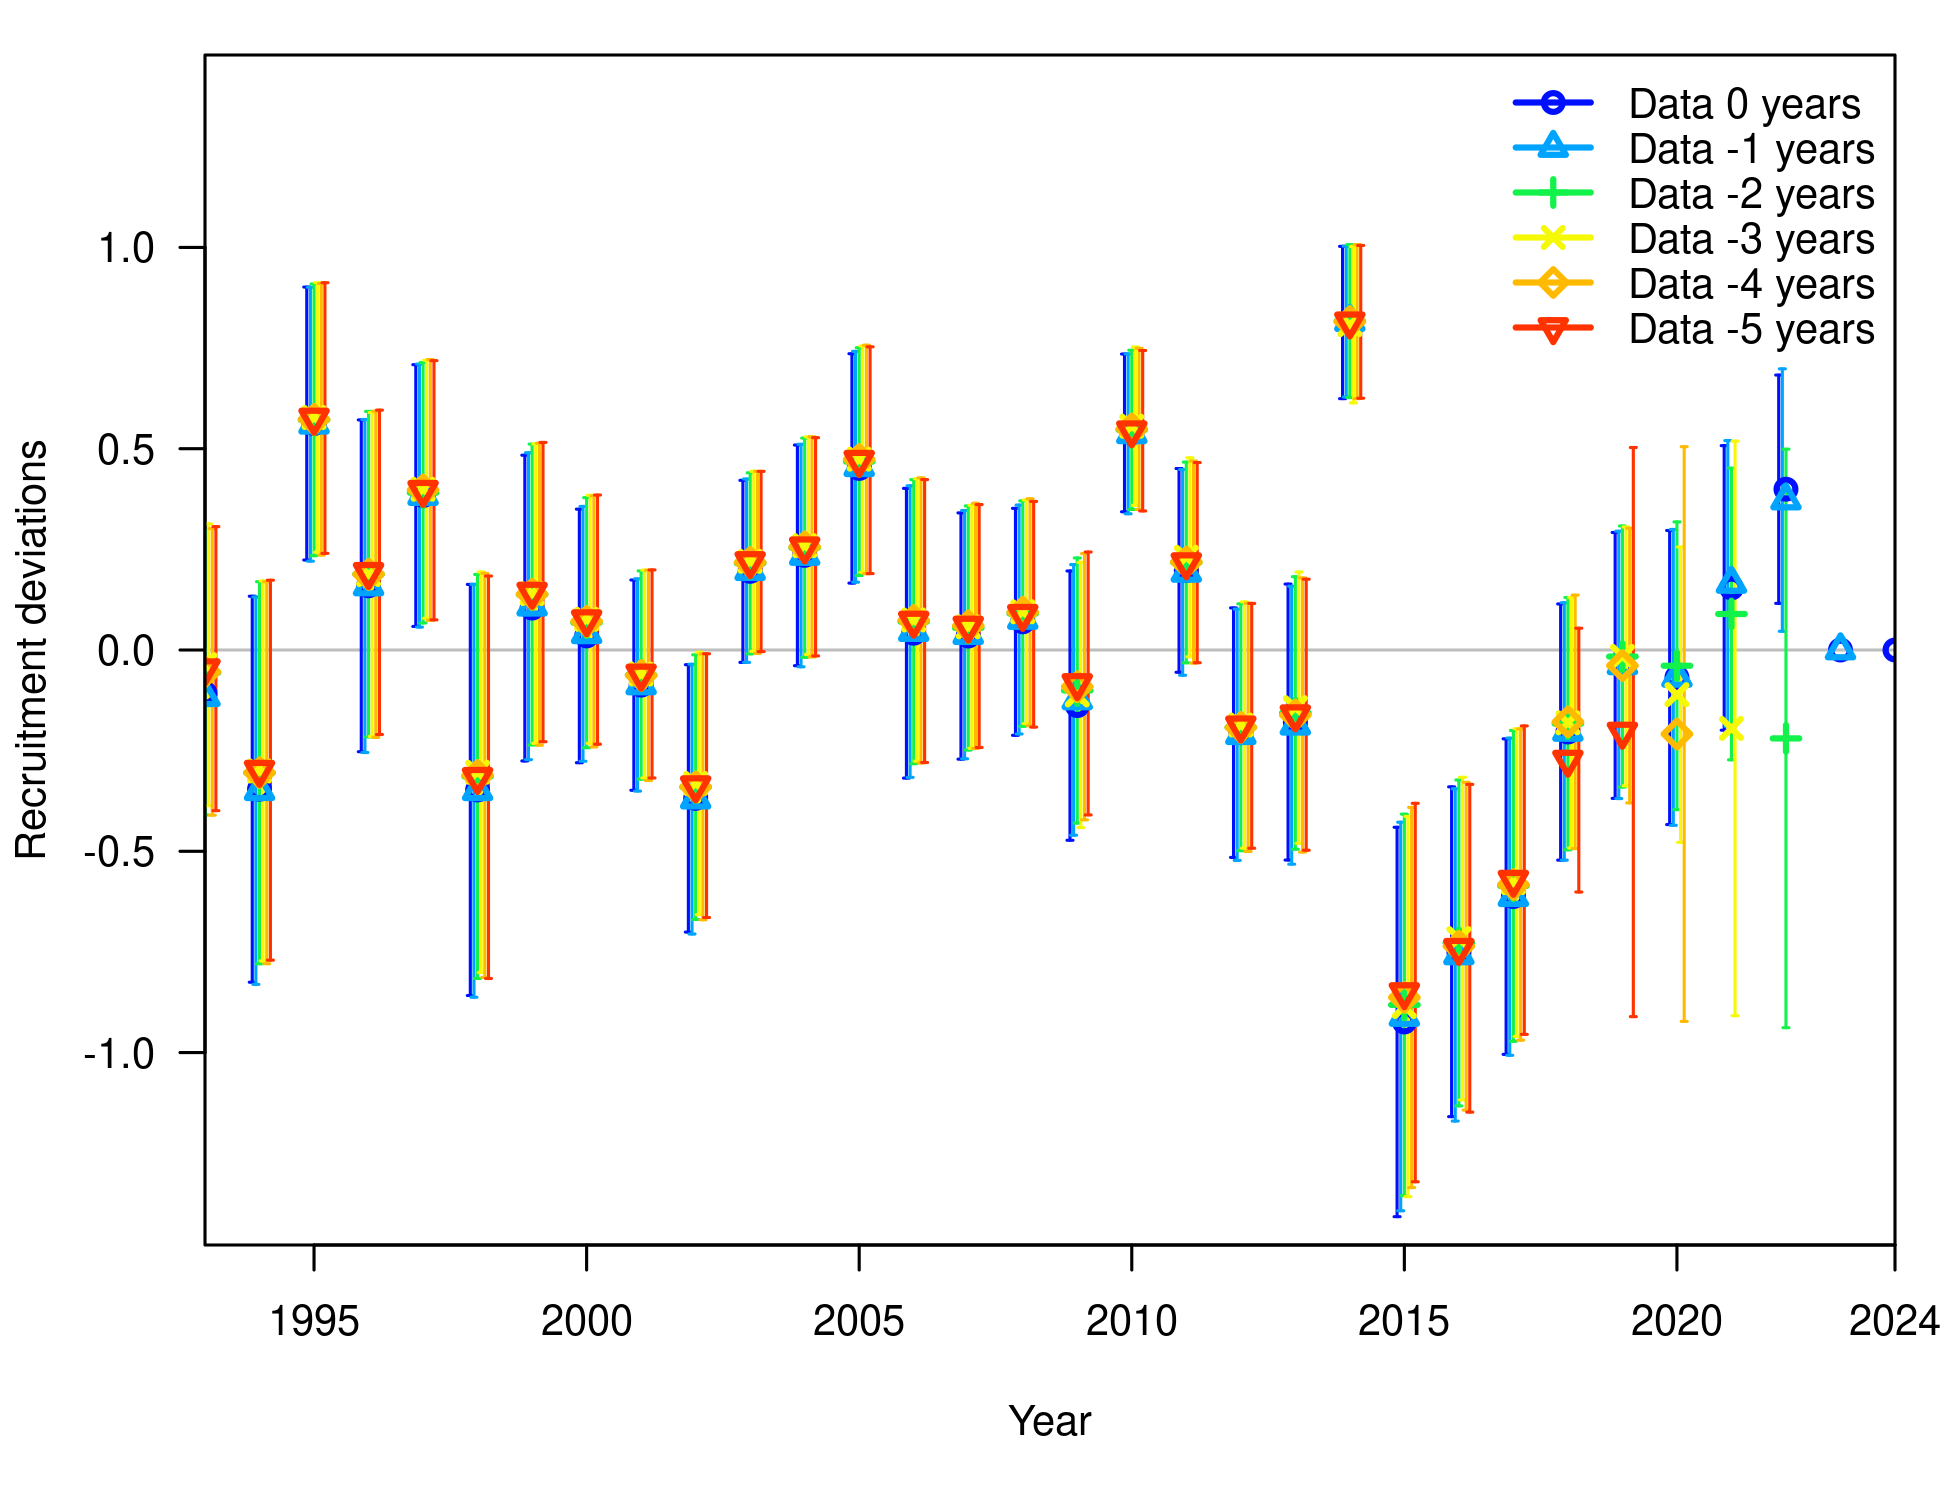 Data 0 years
Data -1 years
Data -2 years
Data -3 years
Data -4 years
Data -5 years
1.0
0.5
0.0
-0.5
-1.0
Recruitment deviations
1995 2000 2005 2010 2015 2020 2024
Year